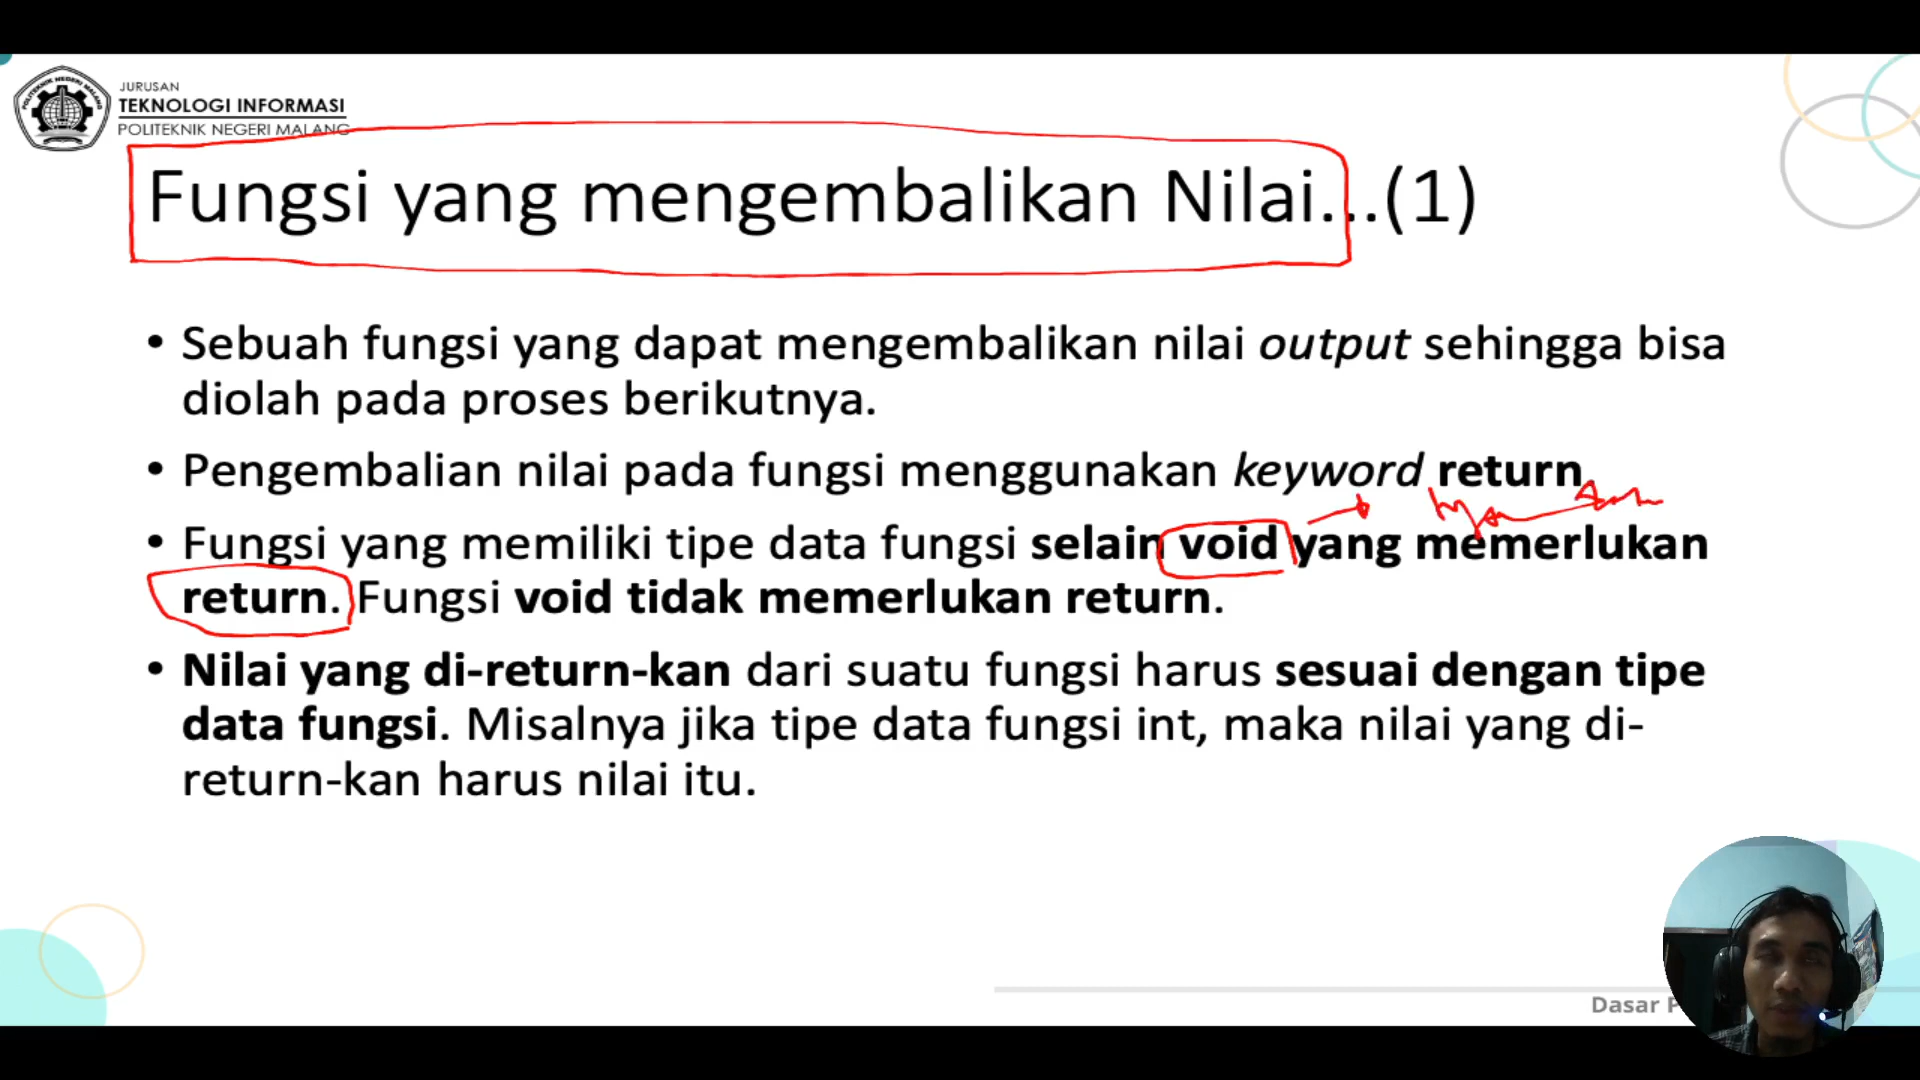 JURUSAN
TEKNOLOGI INFORMASI
POLITEKNIK NEGERI MALANG
Fungsi yang mengembalikan Nilai...(1)
• Sebuah fungsi yang dapat mengembalikan nilai output sehingga bisa
diolah pada proses berikutnya.
• Pengembalian nilai pada fungsi menggunakan keyword return.
• Fungsi yang memiliki tipe data fungsi selain void yang memerlukan
return. Fungsi void tidak memerlukan return.
• Nilai yang di-return-kan dari suatu fungsi harus sesuai dengan tipe
data fungsi. Misalnya jika tipe data fungsi int, maka nilai yang di-
return-kan harus nilai itu.
Dasar